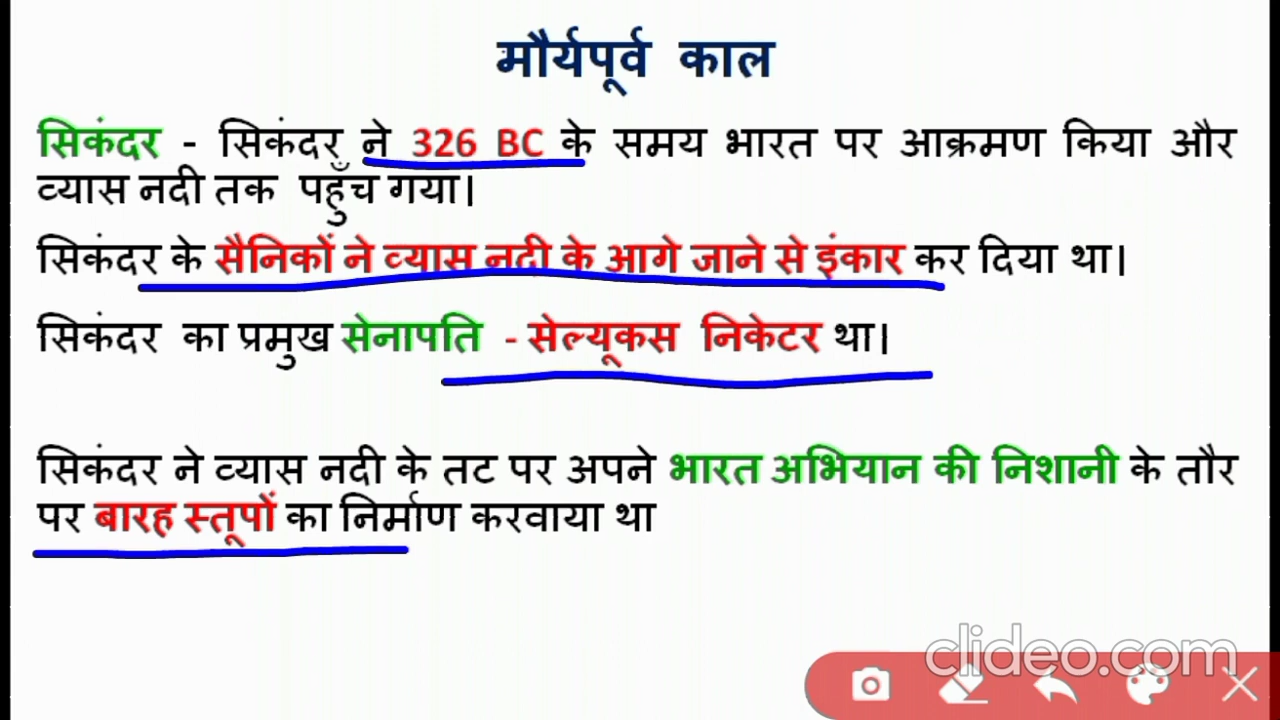 मौर्यपूर्व काल
सिकंदर - सिकंदर ने 326 BC के समय भारत पर आक्रमण किया और
व्यास नदी तक पहुँच गया।
सिकंदर के सैनिकों ने व्यास नदी के आगे जाने से इंकार कर दिया था।
सिकंदर का प्रमुख सेनापति - सेल्यूकस निकेटर था।
सिकंदर ने व्यास नदी के तट पर अपने भारत अभियान की निशानी के तौर
पर बारह स्तूपों का निर्माण करवाया था
clideo.com